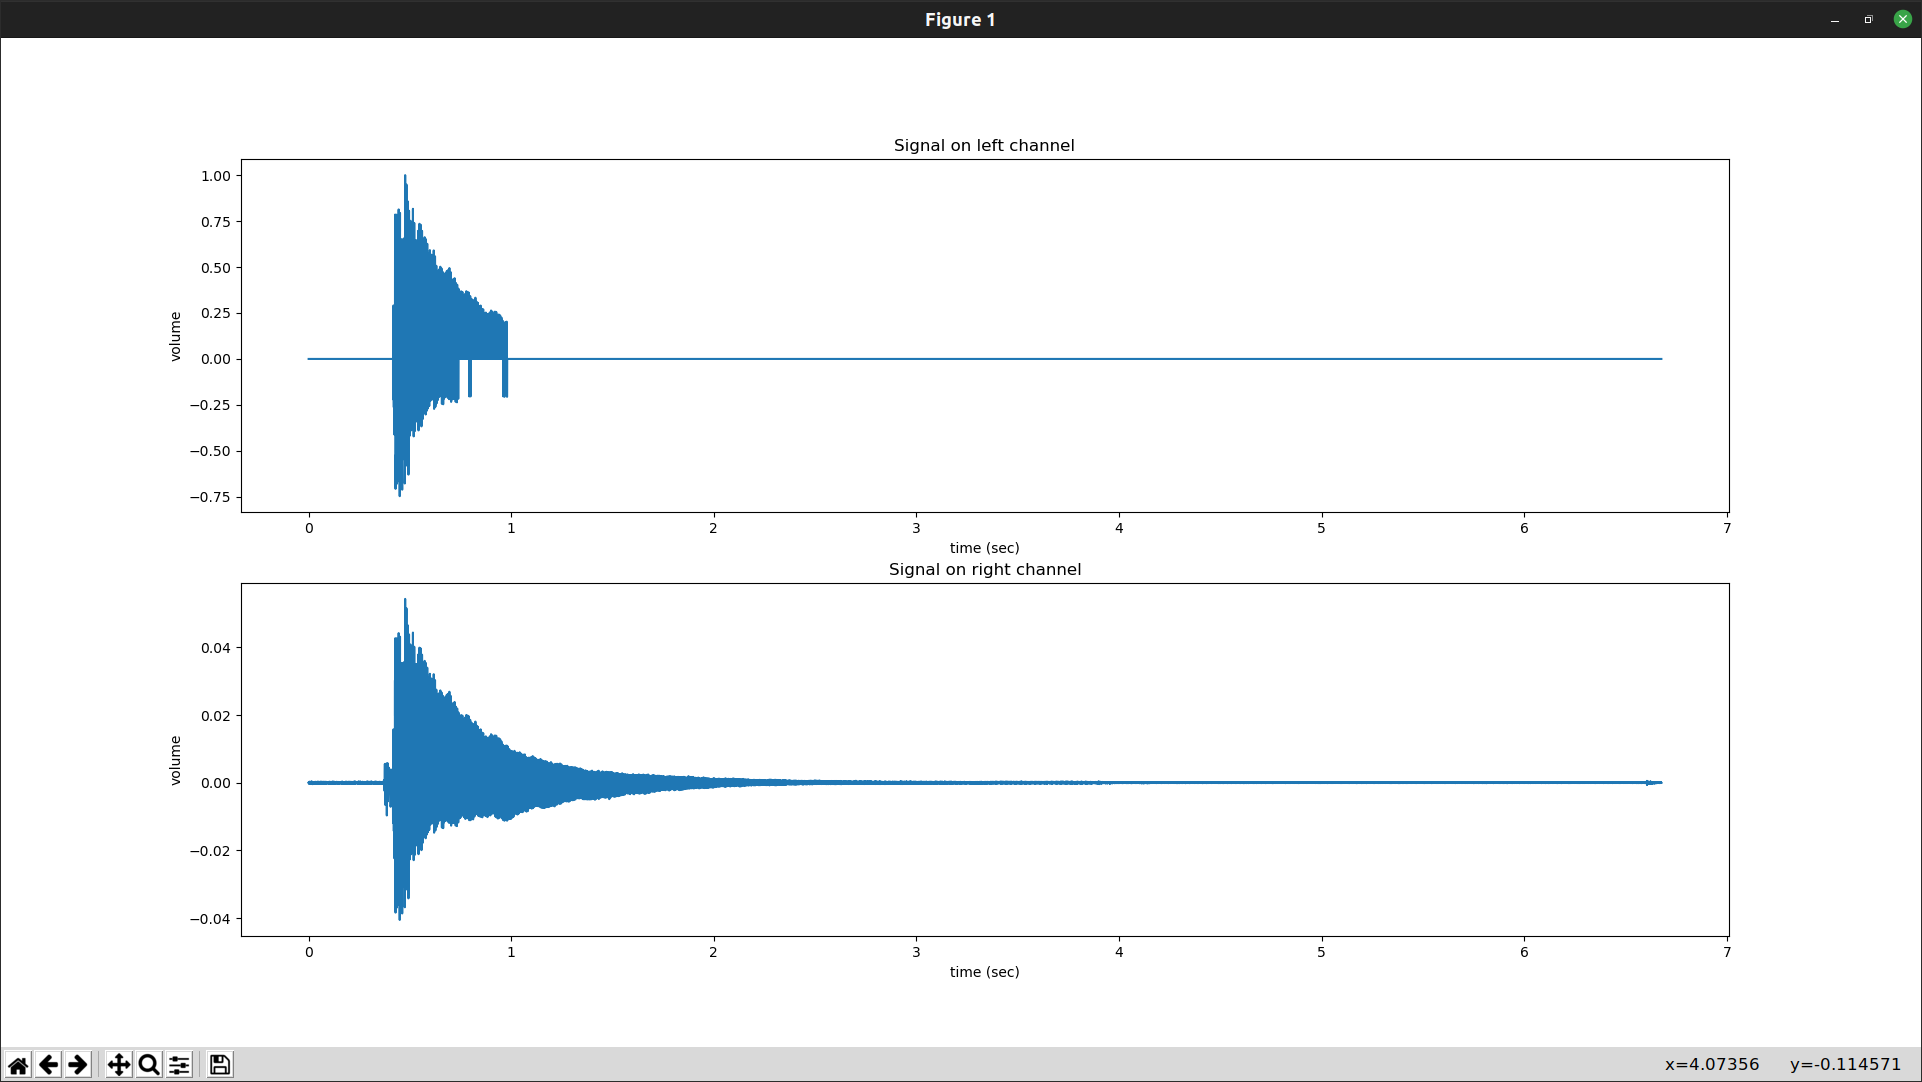 Figure 1
Signal on left channel
1.00
0.75
0.50
0.25
0.00
−0.25
−0.50
−0.75
volume
0 1 2 3 4 5 6 7
time (sec)
Signal on right channel
0.04
0.02
0.00
−0.02
−0.04
volume
0 1 2 3 4 5 6 7
time (sec)
x=4.07356 y=-0.114571